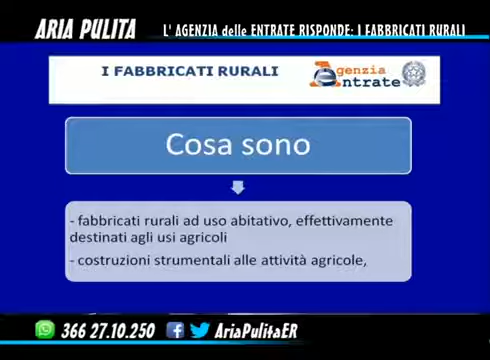 ARIA PULITA
L' AGENZIA delle ENTRATE RISPONDE: I FABBRICATI RURALI
I FABBRICATI RURALI
agenzia
entrate
Cosa sono
- fabbricati rurali ad uso abitativo, effettivamente
destinati agli usi agricoli
- costruzioni strumentali alle attività agricole,
366 27.10.250
AriaPulitaER